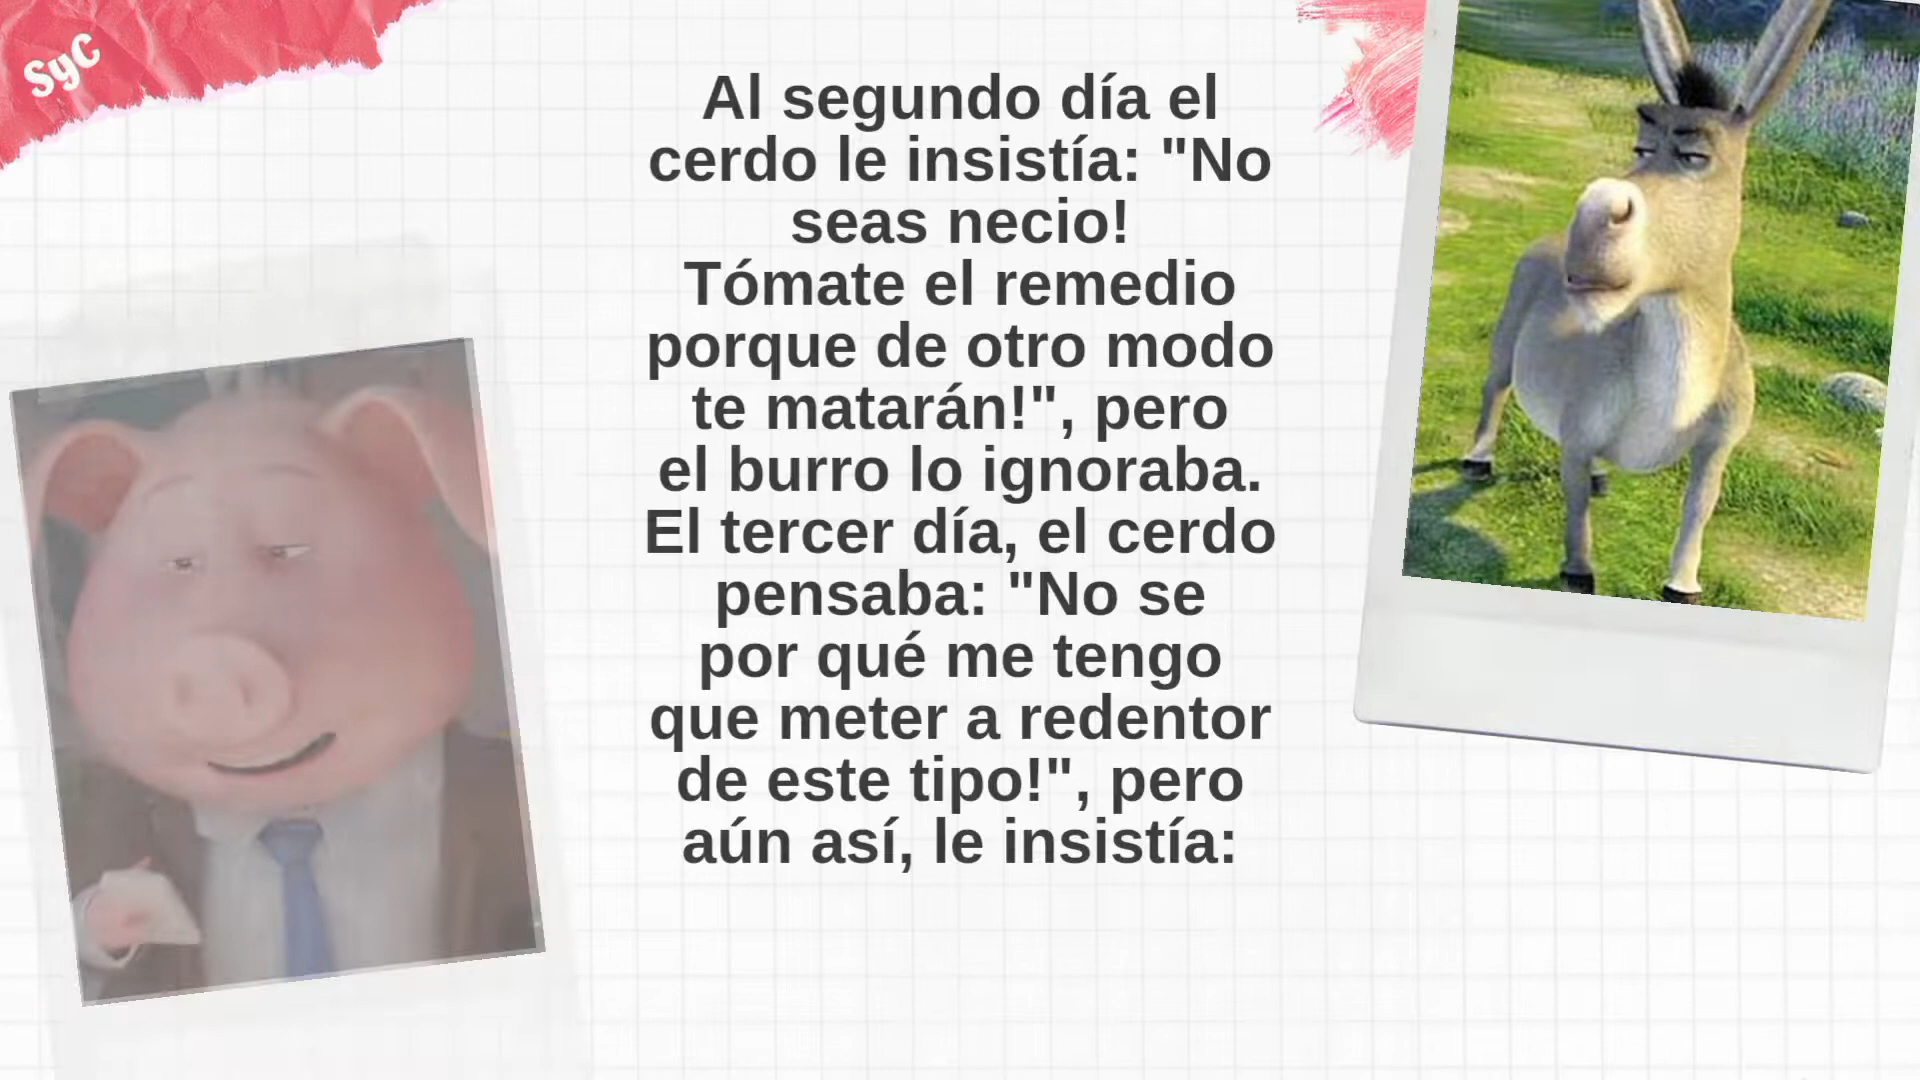 SyC
Al segundo día el
cerdo le insistía: "No
seas necio!
Tómate el remedio
porque de otro modo
te matarán!", pero
el burro lo ignoraba.
El tercer día, el cerdo
pensaba: "No se
por qué me tengo
que meter a redentor
de este tipo!", pero
aún así, le insistía: